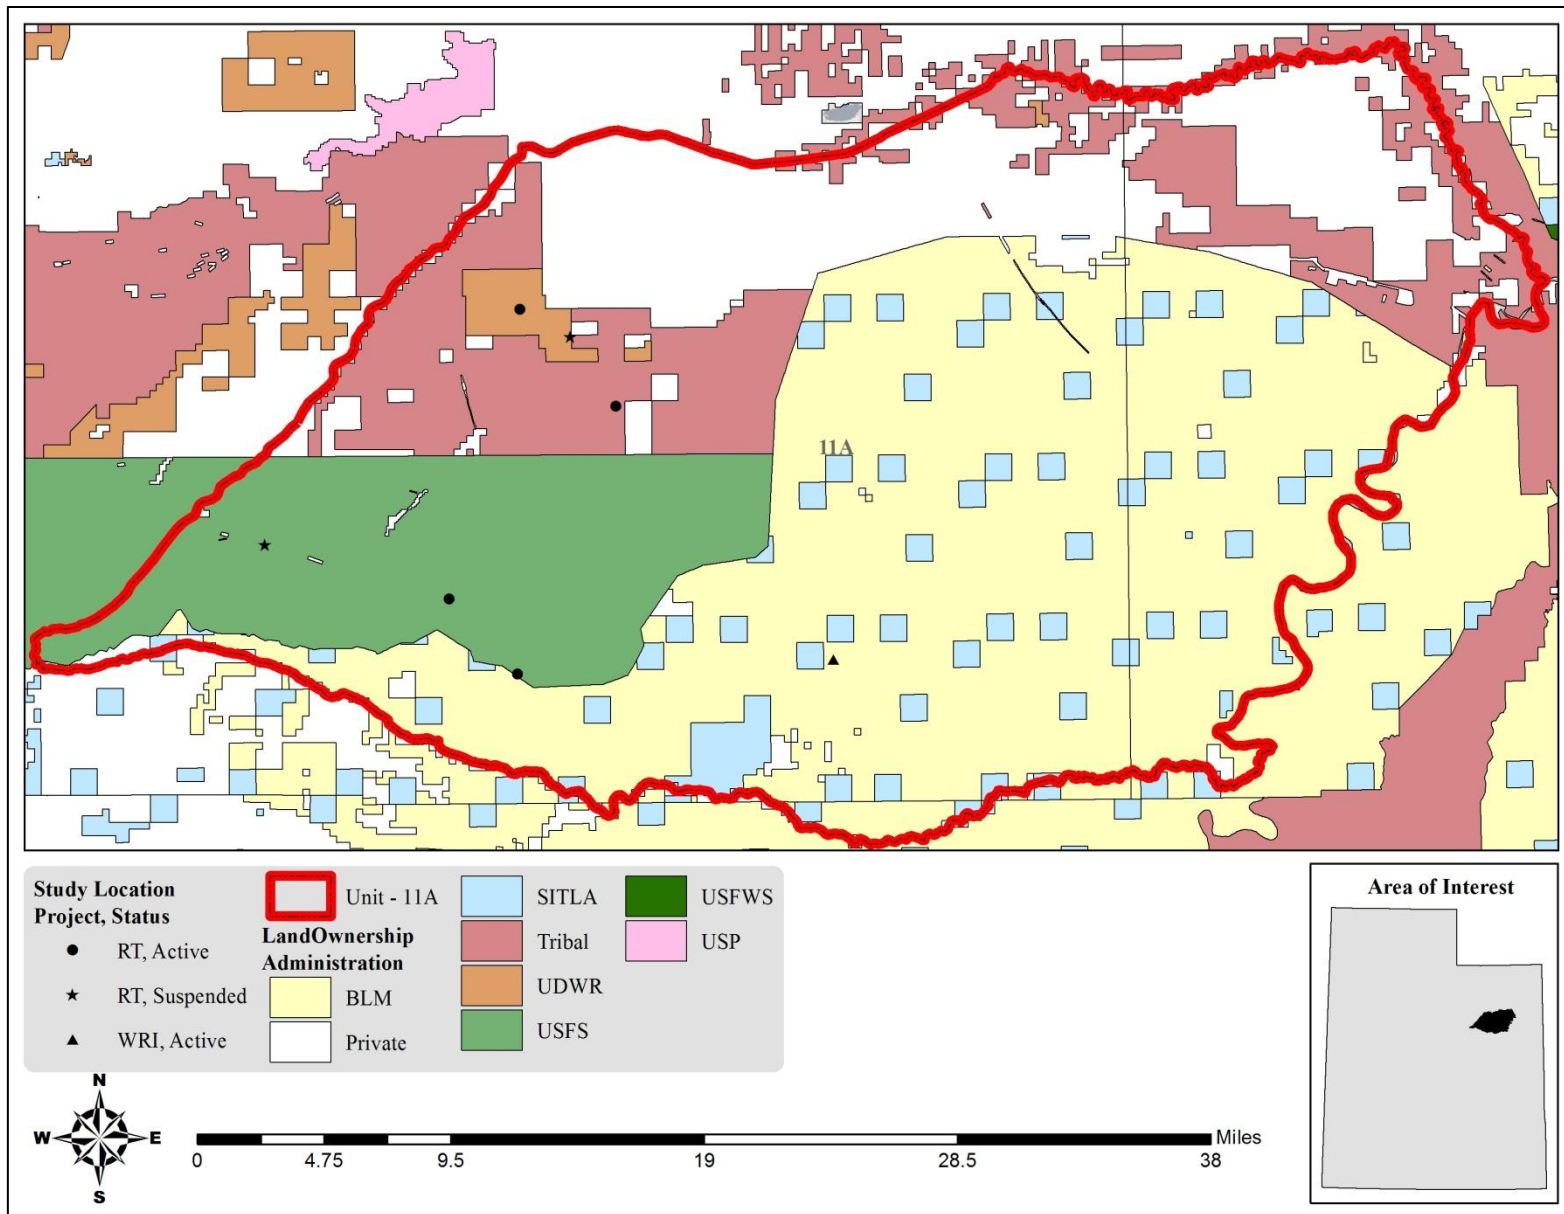 11A
Study Location
Project, Status
RT, Active
RT, Suspended
WRI, Active
Unit - 11A
LandOwnership
Administration
BLM
Private
SITLA
Tribal
UDWR
USFS
USFWS
USP
Area of Interest
N
W E
S
Miles
0 4.75 9.5 19 28.5 38